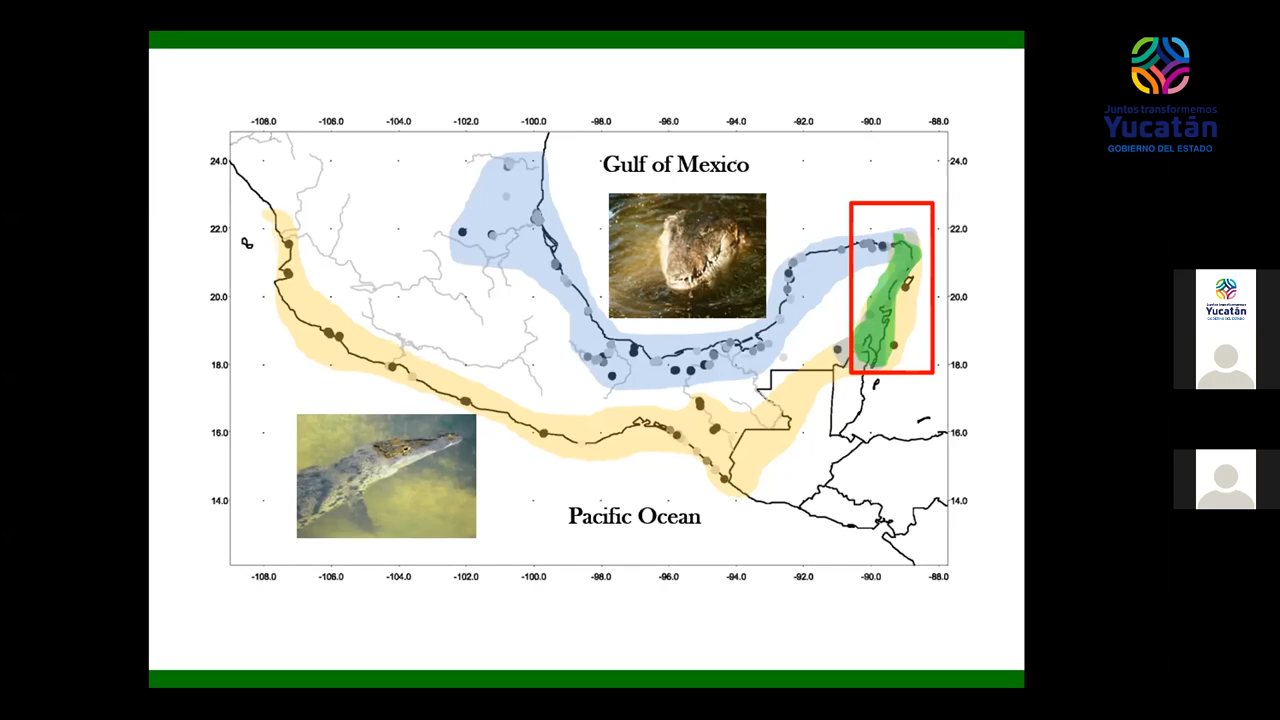 Juntos transformemos
Yucatán
GOBIERNO DEL ESTADO
-108.0 -106.0 -104.0 -102.0 -100.0 -98.0 -96.0 -94.0 -92.0 -90.0 -88.0
24.0 Gulf of Mexico 24.0
22.0 22.0
20.0 20.0
18.0 18.0
16.0 16.0
14.0 Pacific Ocean 14.0
-108.0 -106.0 -104.0 -102.0 -100.0 -98.0 -96.0 -94.0 -92.0 -90.0 -88.0
Juntos transformemos
Yucatán